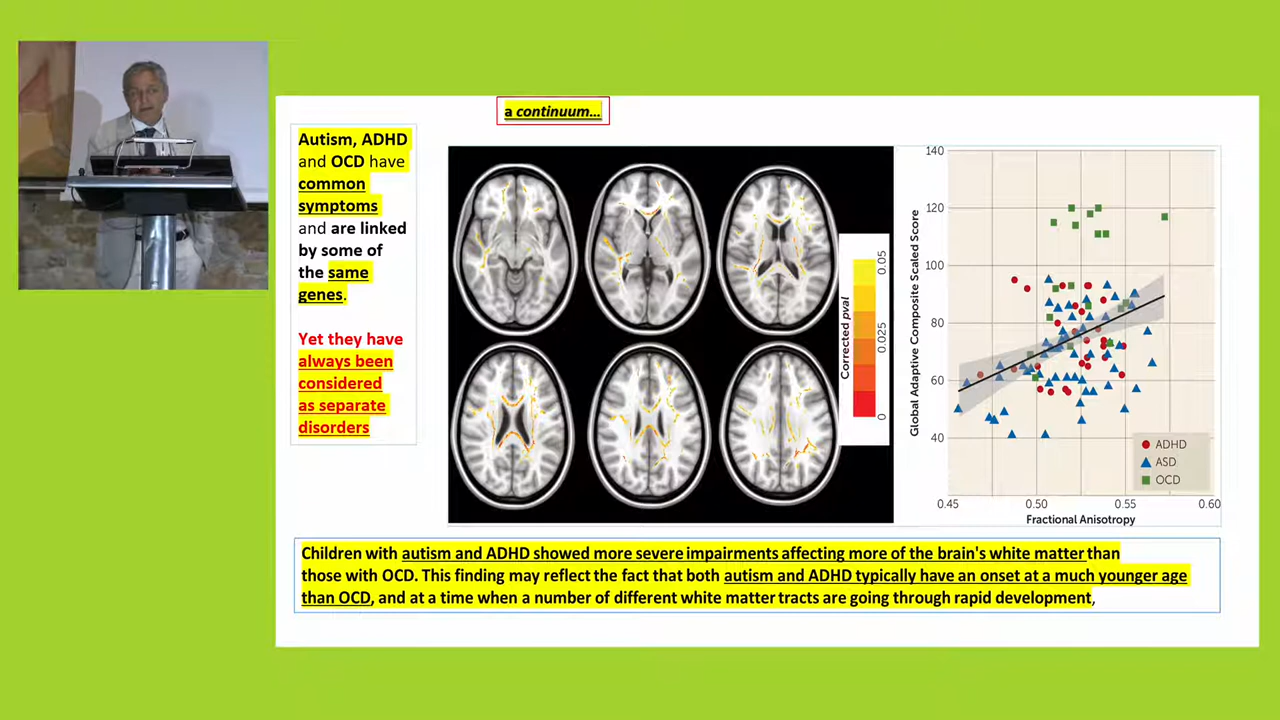 a continuum...
Autism, ADHD
and OCD have
common
symptoms
and are linked
by some of
the same
genes.
Yet they have
always been
considered
as separate
disorders
Corrected pval
0.05
0.025
0
Global Adaptive Composite Scaled Score
140
120
100
80
60
40
ADHD
ASD
OCD
0.45
0.50
0.55
0.60
Fractional Anisotropy
Children with autism and ADHD showed more severe impairments affecting more of the brain's white matter than
those with OCD. This finding may reflect the fact that both autism and ADHD typically have an onset at a much younger age
than OCD, and at a time when a number of different white matter tracts are going through rapid development,